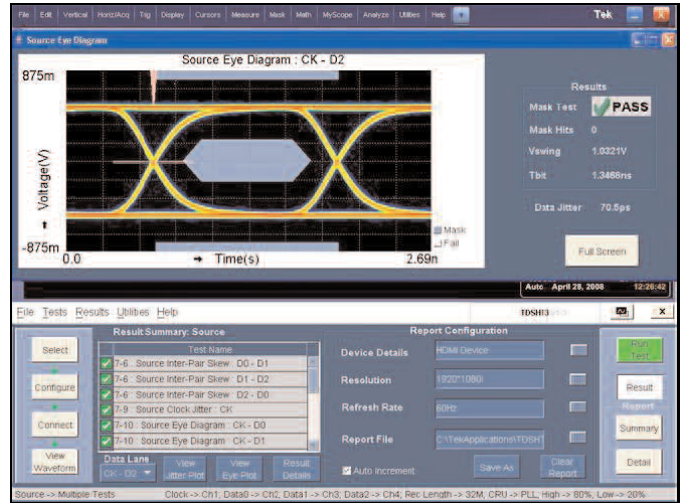 File Edit Vertical Horiz/Acq Trig Display Cursors Measure Mask Math MyScope Analyze Utilities Help Tek
Source Eye Diagram
Source Eye Diagram : CK - D2
875m
Voltage(V)
-875m
0.0
Time(s)
2.69n
Mask
Fail
Results
Mask Test PASS
Mask Hits 0
Vswing 1.0321V
Tbit 1.3468ns
Data Jitter 70.5ps
Full Screen
Auto April 28, 2008 12:26:42
File Tests Results Utilities Help TDSHT3 X
Select
Configure
Connect
View Waveform
Result Summary: Source
Test Name
7-6 Source Inter-Pair Skew D0 - D1
7-6 Source Inter-Pair Skew D1 - D2
7-6 Source Inter-Pair Skew D2 - D0
7-9 Source Clock Jitter : CK
7-10 Source Eye Diagram : CK - D0
7-10 Source Eye Diagram : CK - D1
Data Lane
CK - D2
View Jitter Plot
View Eye Plot
Result Details
Report Configuration
Device Details HDMI Device
Resolution 1920*1080i
Refresh Rate 60Hz
Report File C:\TekApplications\TDSHT
Auto Increment
Save As
Clear Report
Run Test
Result
Report
Summary
Detail
Source -> Multiple Tests Clock -> Ch1, Data0 -> Ch2, Data1 -> Ch3; Data2 -> Ch4; Rec Length -> 32M, CRU -> PLL, High -> 80%, Low -> 20%